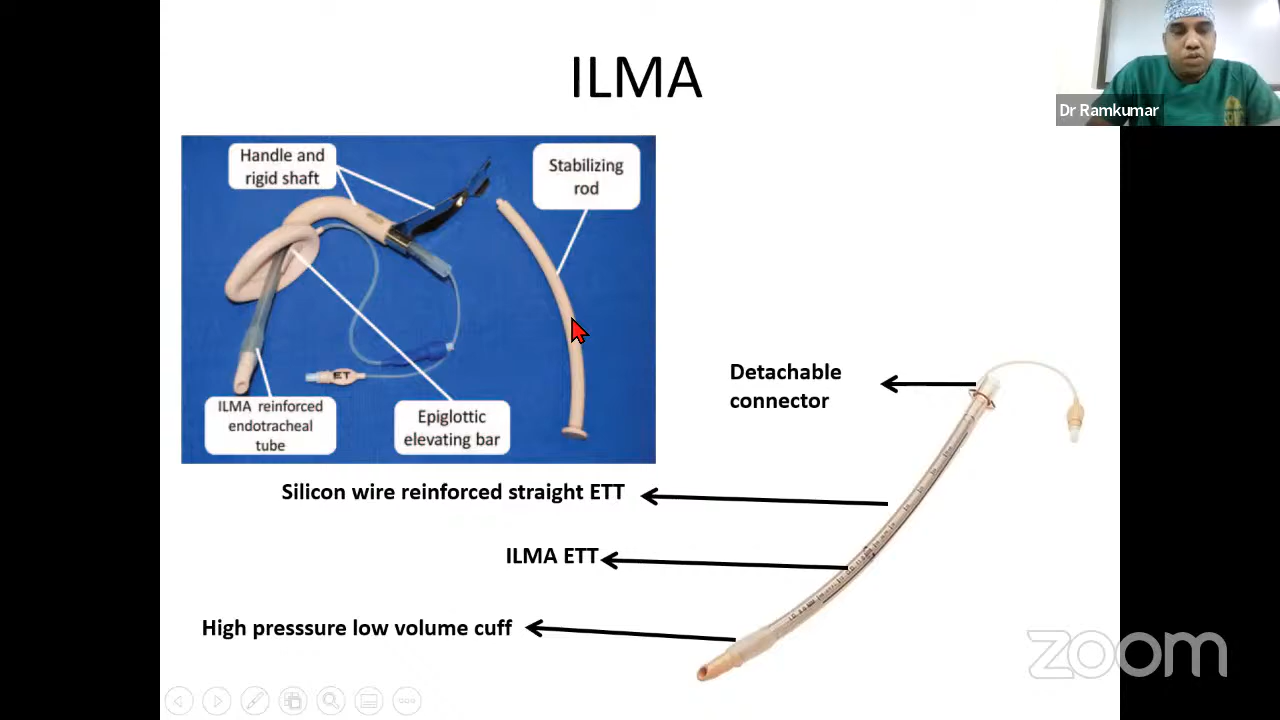 ILMA
Dr Ramkumar
Handle and
rigid shaft
Stabilizing
rod
ET
ILMA reinforced
endotracheal
tube
Epiglottic
elevating bar
Detachable
connector
Silicon wire reinforced straight ETT
ILMA ETT
High presssure low volume cuff
zoom